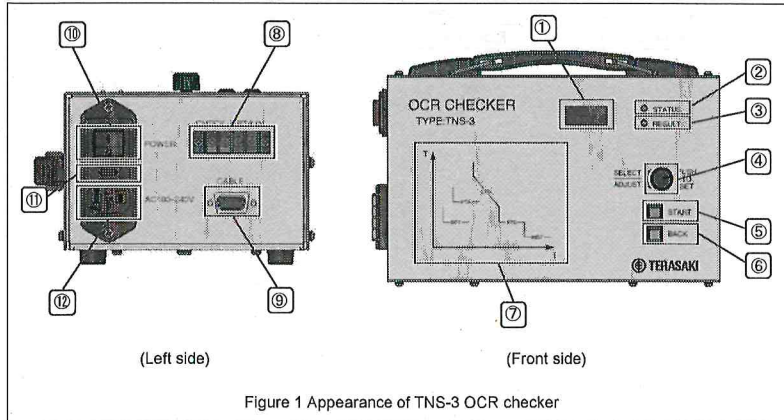 ⑩
⑧
①
②
③
④
⑤
⑥
⑦
⑪
⑫
⑨
POWER
CABLE
AC100-240V
OCR CHECKER
TYPE:TNS-3
STATUS
RESULT
SELECT
ADJUST
SET
START
BACK
T
I
TERASAKI
(Left side)
(Front side)
Figure 1 Appearance of TNS-3 OCR checker